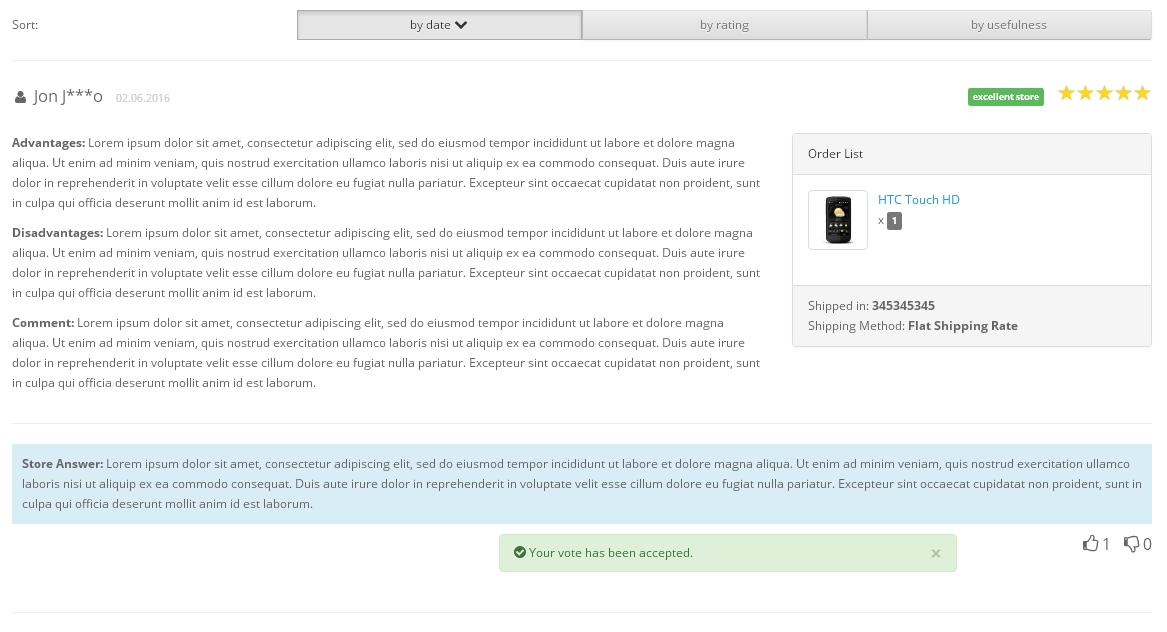 Sort:
by date
by rating
by usefulness
Jon J***o
02.06.2016
excellent store
Advantages: Lorem ipsum dolor sit amet, consectetur adipiscing elit, sed do eiusmod tempor incididunt ut labore et dolore magna
aliqua. Ut enim ad minim veniam, quis nostrud exercitation ullamco laboris nisi ut aliquip ex ea commodo consequat. Duis aute irure
dolor in reprehenderit in voluptate velit esse cillum dolore eu fugiat nulla pariatur. Excepteur sint occaecat cupidatat non proident, sunt
in culpa qui officia deserunt mollit anim id est laborum.
Disadvantages: Lorem ipsum dolor sit amet, consectetur adipiscing elit, sed do eiusmod tempor incididunt ut labore et dolore magna
aliqua. Ut enim ad minim veniam, quis nostrud exercitation ullamco laboris nisi ut aliquip ex ea commodo consequat. Duis aute irure
dolor in reprehenderit in voluptate velit esse cillum dolore eu fugiat nulla pariatur. Excepteur sint occaecat cupidatat non proident, sunt
in culpa qui officia deserunt mollit anim id est laborum.
Comment: Lorem ipsum dolor sit amet, consectetur adipiscing elit, sed do eiusmod tempor incididunt ut labore et dolore magna
aliqua. Ut enim ad minim veniam, quis nostrud exercitation ullamco laboris nisi ut aliquip ex ea commodo consequat. Duis aute irure
dolor in reprehenderit in voluptate velit esse cillum dolore eu fugiat nulla pariatur. Excepteur sint occaecat cupidatat non proident, sunt
in culpa qui officia deserunt mollit anim id est laborum.
Order List
HTC Touch HD
x 1
Shipped in: 345345345
Shipping Method: Flat Shipping Rate
Store Answer: Lorem ipsum dolor sit amet, consectetur adipiscing elit, sed do eiusmod tempor incididunt ut labore et dolore magna aliqua. Ut enim ad minim veniam, quis nostrud exercitation ullamco
laboris nisi ut aliquip ex ea commodo consequat. Duis aute irure dolor in reprehenderit in voluptate velit esse cillum dolore eu fugiat nulla pariatur. Excepteur sint occaecat cupidatat non proident, sunt in
culpa qui officia deserunt mollit anim id est laborum.
Your vote has been accepted. ×
1 0